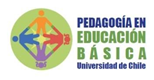 PEDAGOGÍA EN
EDUCACIÓN
BÁSICA
Universidad de Chile